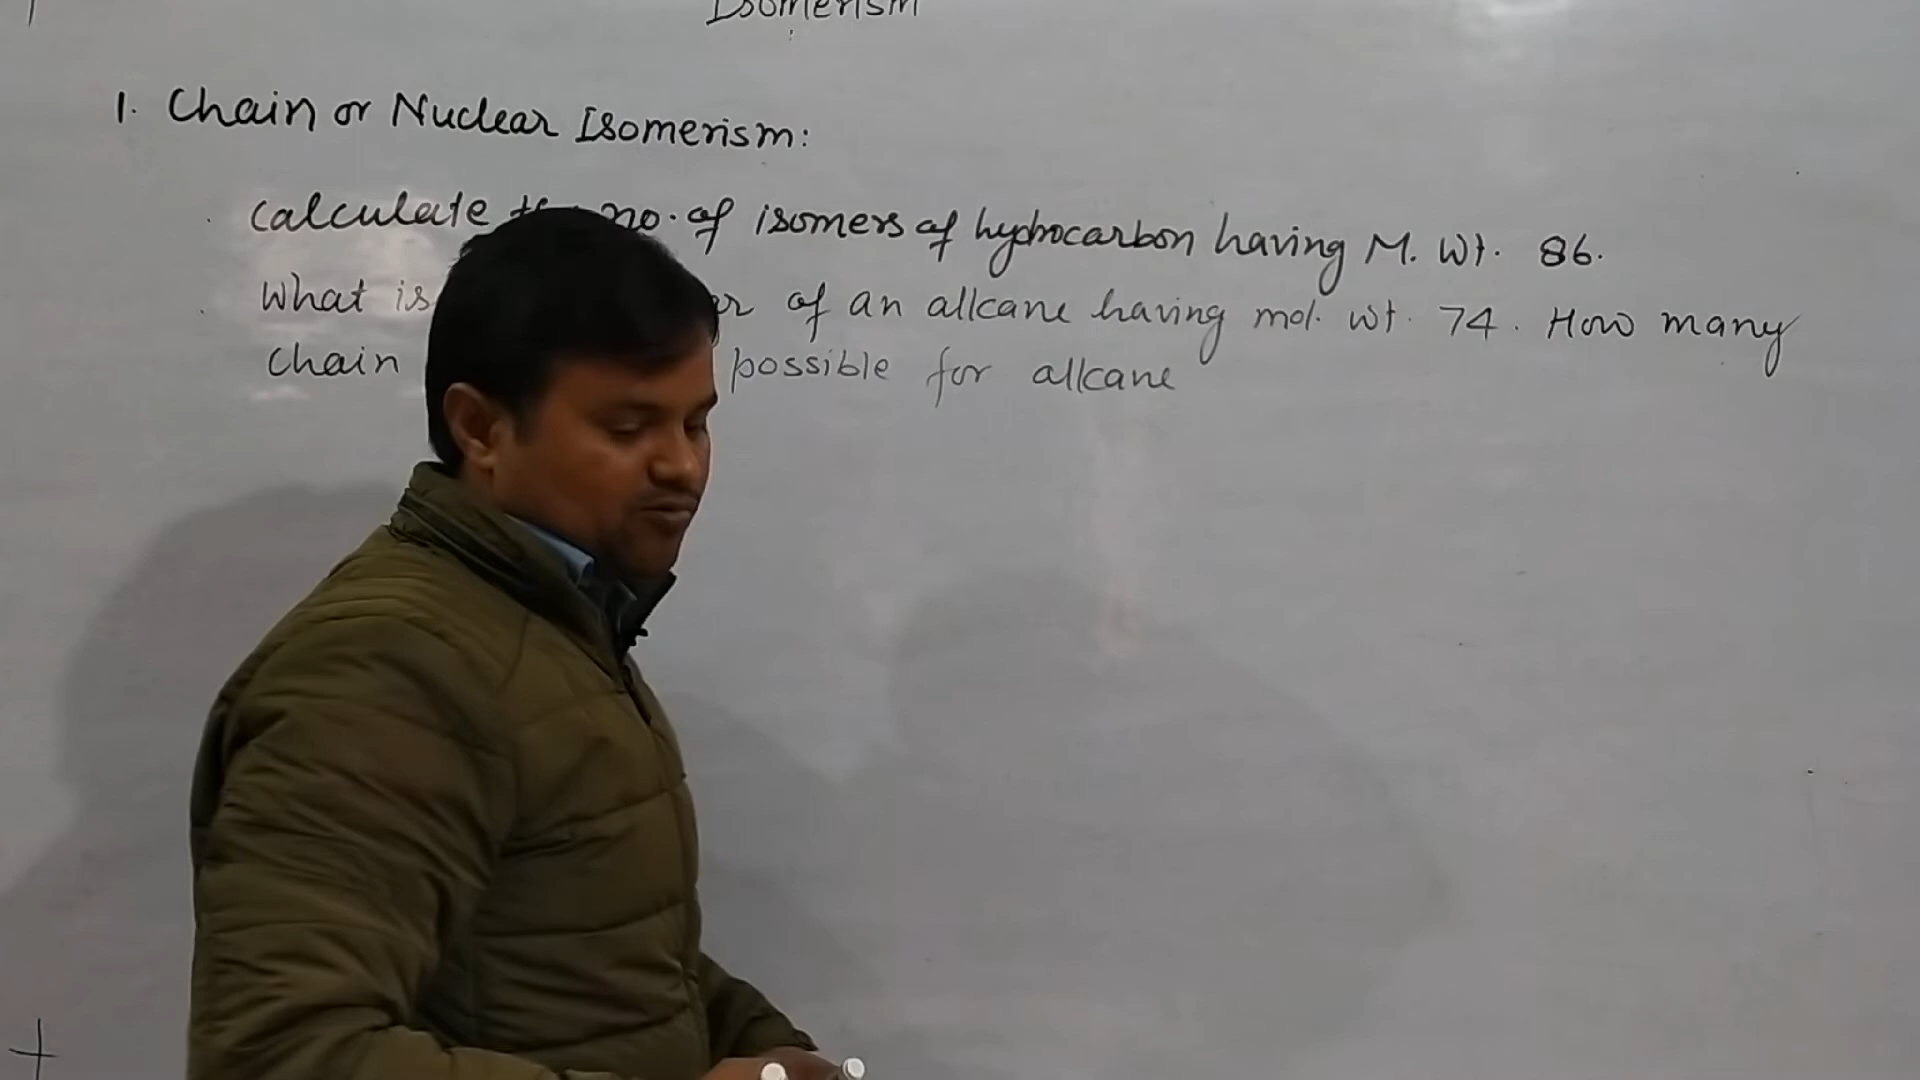 Isomerism
1. Chain or Nuclear Isomerism:
Calculate no. of isomers of hydrocarbon having M. Wt. 86.
What is of an alkane having mol. wt. 74. How many
chain possible for alkane